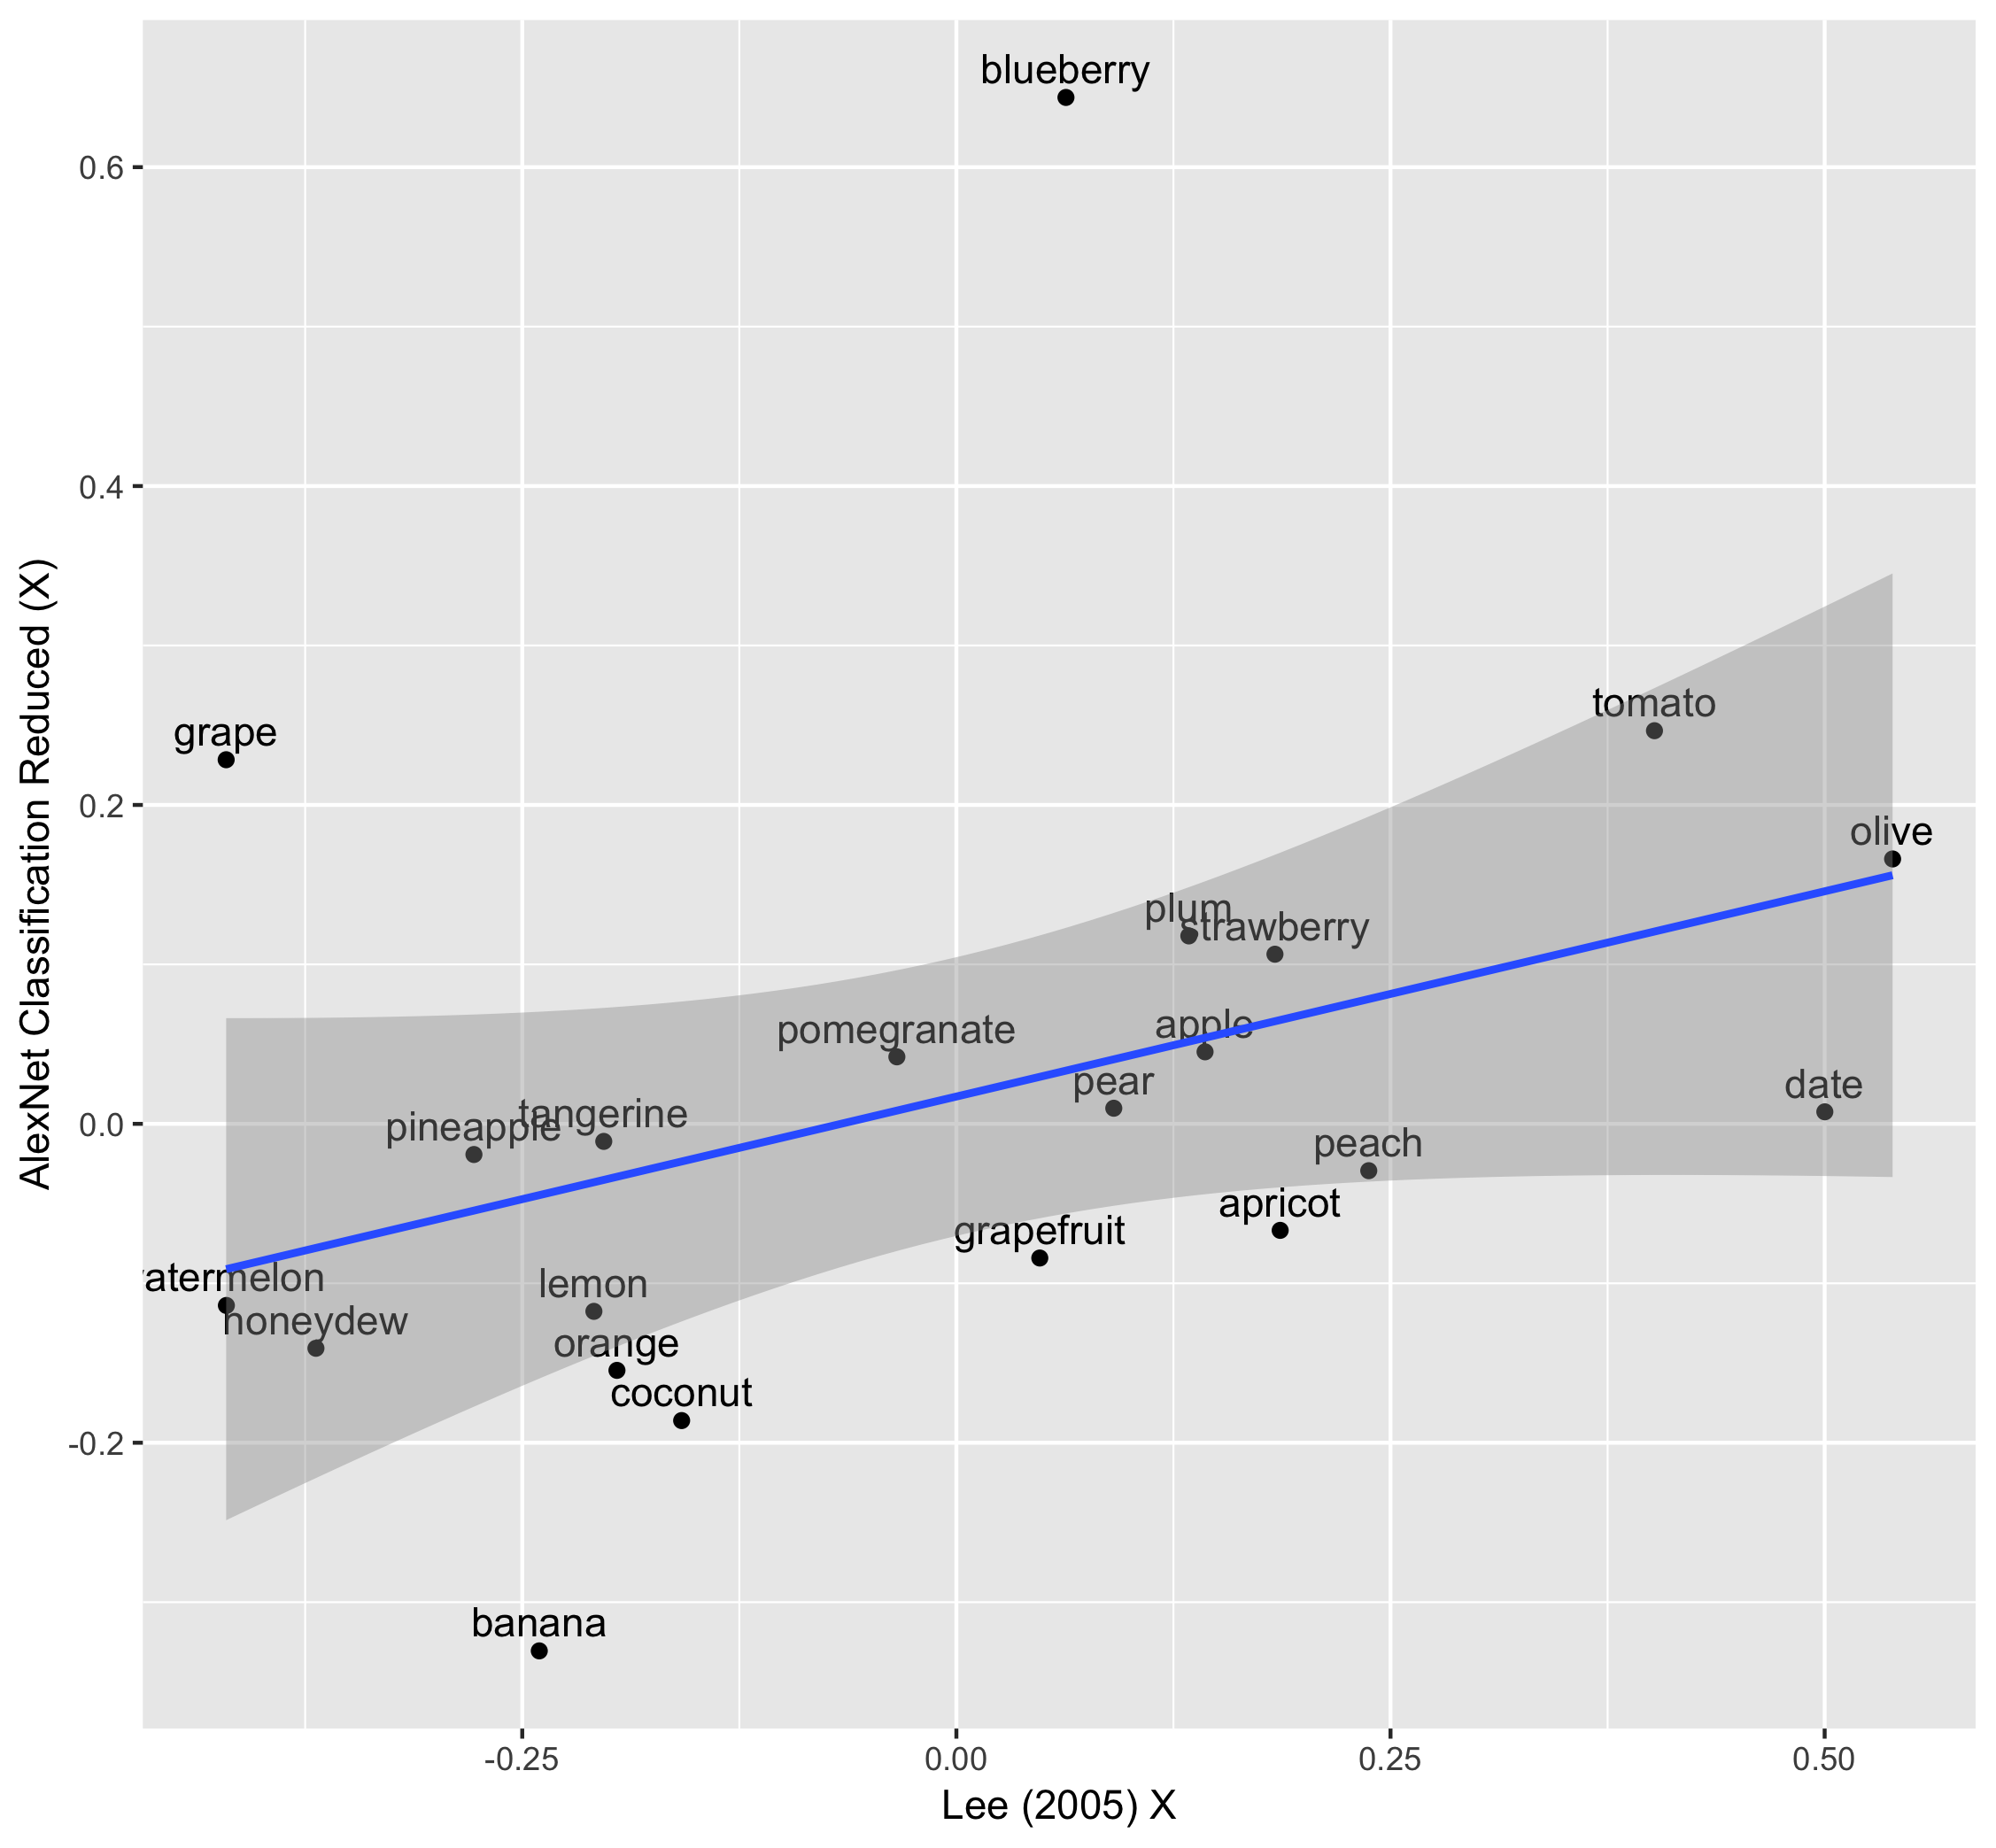 blueberry
0.6
0.4
tomato
grape
0.2
olive
plum
strawberry
pomegranate
apple
pear
date
tangerine
pineapple
0.0
peach
apricot
grapefruit
atermelon
lemon
honeydew
orange
coconut
-0.2
banana
-0.25
0.00
0.25
0.50
Lee (2005) X
AlexNet Classification Reduced (X)